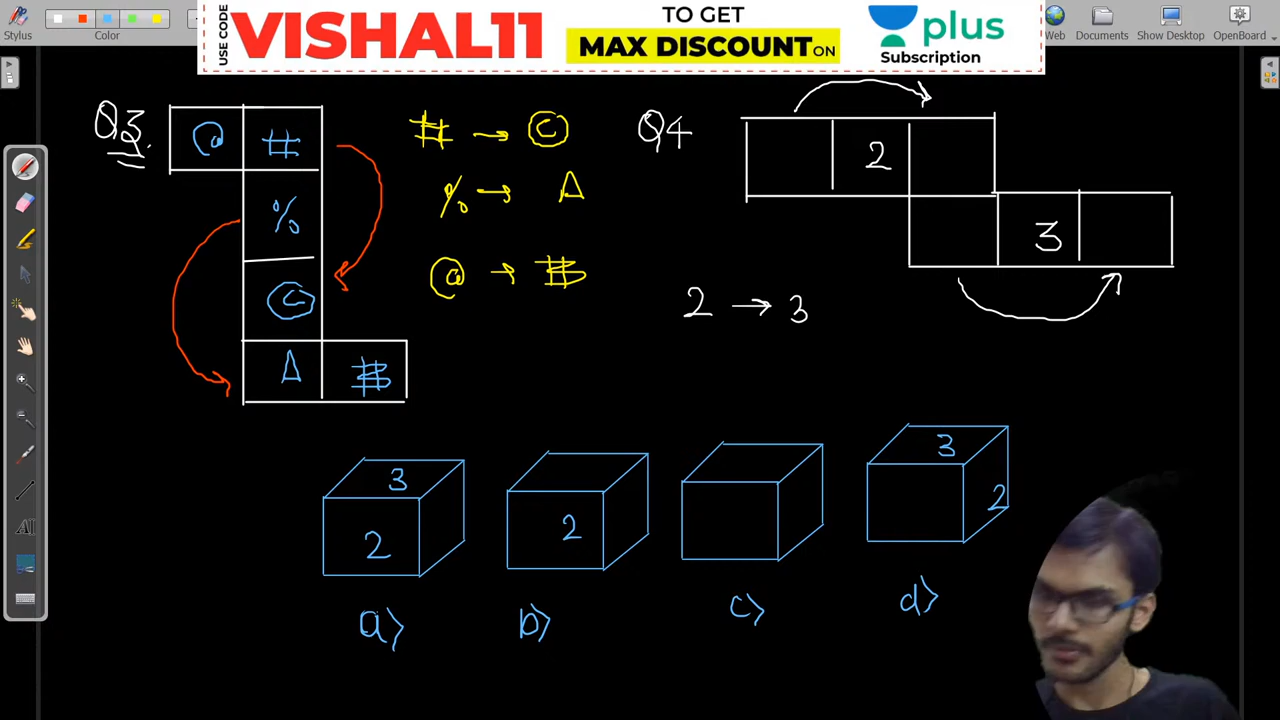 USE CODE
VISHAL11
TO GET
MAX DISCOUNT ON
plus
Subscription
Stylus
Color
Web
Documents
Show Desktop
OpenBoard
Q3.
@ #
%
©
Δ
# → ©
% → Δ
@ →
Q4
2
3
2 → 3
3
2
2
3
2
a>
b>
c>
d>